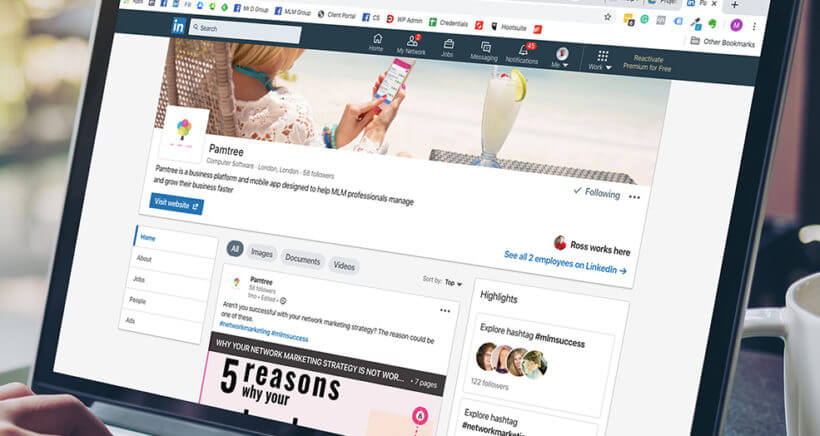 FR
Mr D Group
MLM Group
Client Portal
CS
WP Admin
Credentials
Hootsuite
M
Other Bookmarks
in
Search
Home
2
My Network
Jobs
Messaging
45
Notifications
Me
Work
Reactivate
Premium for Free
Pamtree
Computer Software · London, London · 58 followers
Pamtree is a business platform and mobile app designed to help MLM professionals manage
and grow their business faster
Following
Visit website
Ross works here
See all 2 employees on LinkedIn →
Home
About
Jobs
People
Ads
All
Images
Documents
Videos
Sort by: Top
Pamtree
58 followers
1mo • Edited •
Aren't you successful with your network marketing strategy? The reason could be
one of these.
#networkmarketing #mlmsuccess
WHY YOUR NETWORK MARKETING STRATEGY IS NOT WOR... • 7 pages
5 reasons
why your
Highlights
Explore hashtag #mlmsuccess
122 followers
Explore hashtag